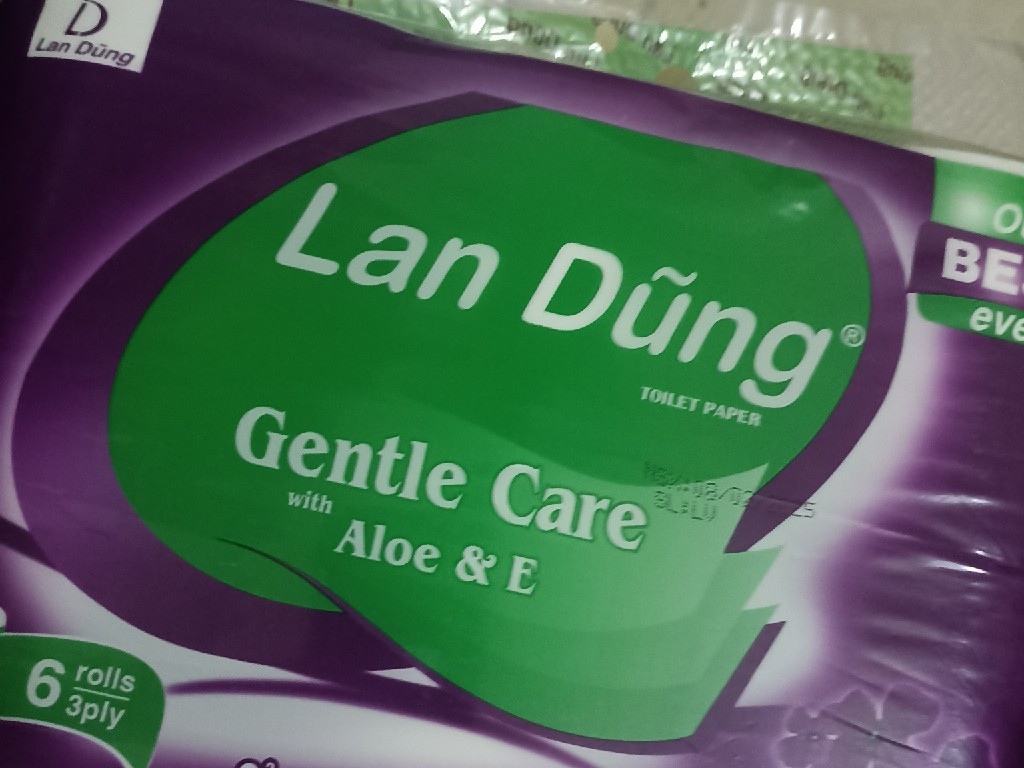 Lan Dũng
Lan Dũng®
TOILET PAPER
Gentle Care
with
Aloe & E
6 rolls
3ply